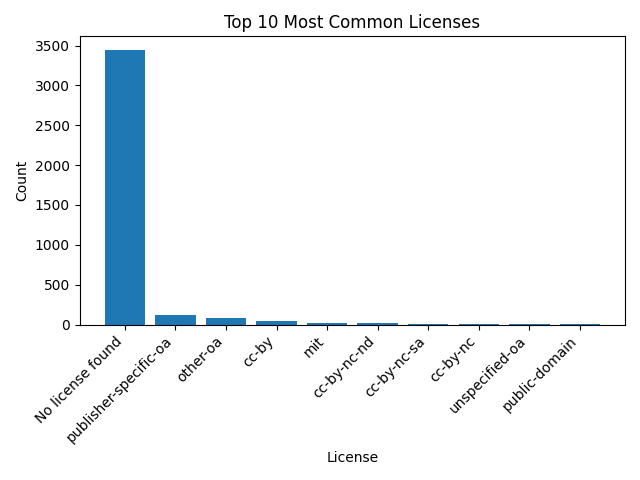 Top 10 Most Common Licenses
3500
3000
2500
2000
1500
1000
500
0
Count
No license found
publisher-specific-oa
other-oa
cc-by
mit
cc-by-nc-nd
cc-by-nc-sa
cc-by-nc
unspecified-oa
public-domain
License